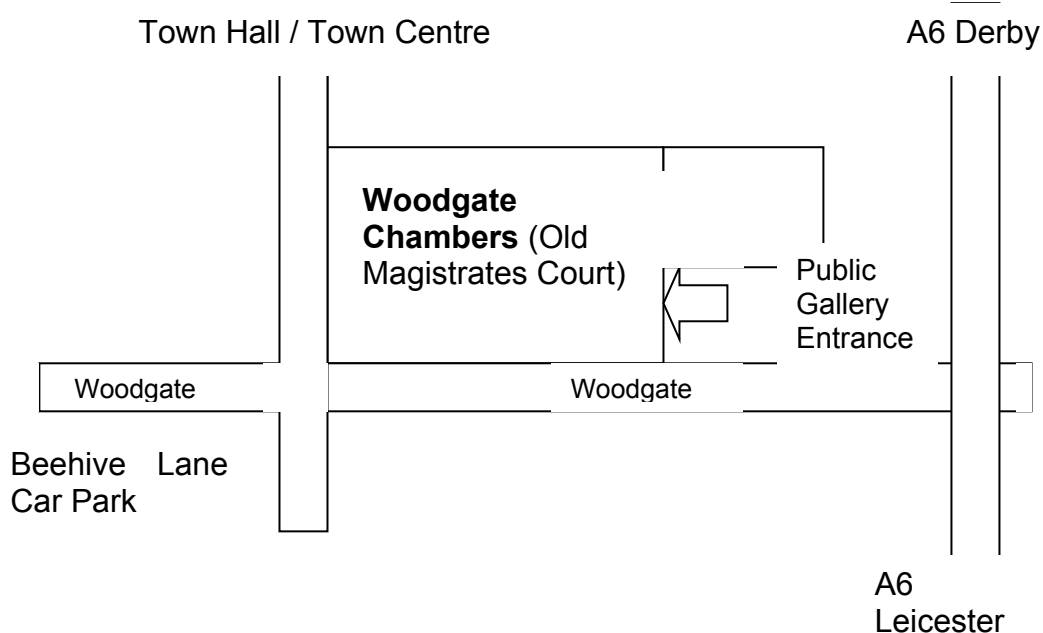 Town Hall / Town Centre
A6 Derby
Woodgate
Chambers (Old
Magistrates Court)
Public
Gallery
Entrance
Woodgate
Woodgate
Beehive Lane
Car Park
A6
Leicester